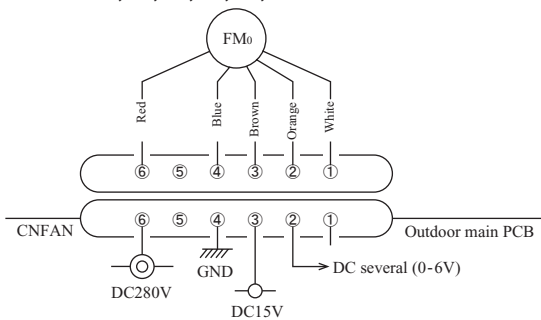 FM0
Red
Blue
Brown
Orange
White
⑥ ⑤ ④ ③ ② ①
⑥ ⑤ ④ ③ ② ①
CNFAN
Outdoor main PCB
GND
DC several (0-6V)
DC280V
DC15V